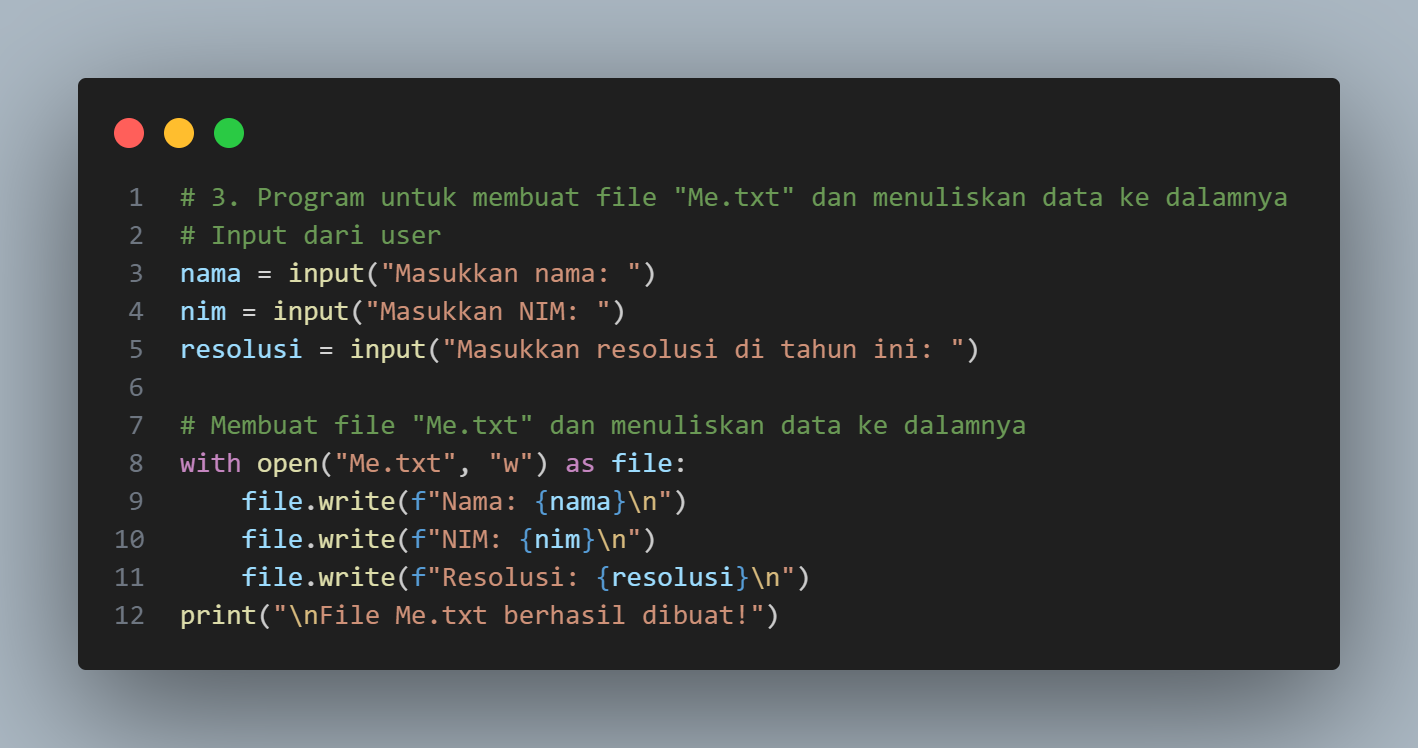 1 # 3. Program untuk membuat file "Me.txt" dan menuliskan data ke dalamnya
2 # Input dari user
3 nama = input("Masukkan nama: ")
4 nim = input("Masukkan NIM: ")
5 resolusi = input("Masukkan resolusi di tahun ini: ")
6
7 # Membuat file "Me.txt" dan menuliskan data ke dalamnya
8 with open("Me.txt", "w") as file:
9     file.write(f"Nama: {nama}\n")
10     file.write(f"NIM: {nim}\n")
11     file.write(f"Resolusi: {resolusi}\n")
12 print("\nFile Me.txt berhasil dibuat!")